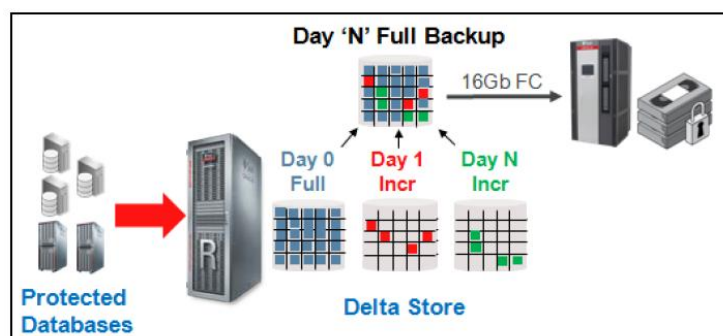 Day ‘N’ Full Backup
16Gb FC
Day 0
Full
Day 1
Incr
Day N
Incr
R
Protected
Databases
Delta Store